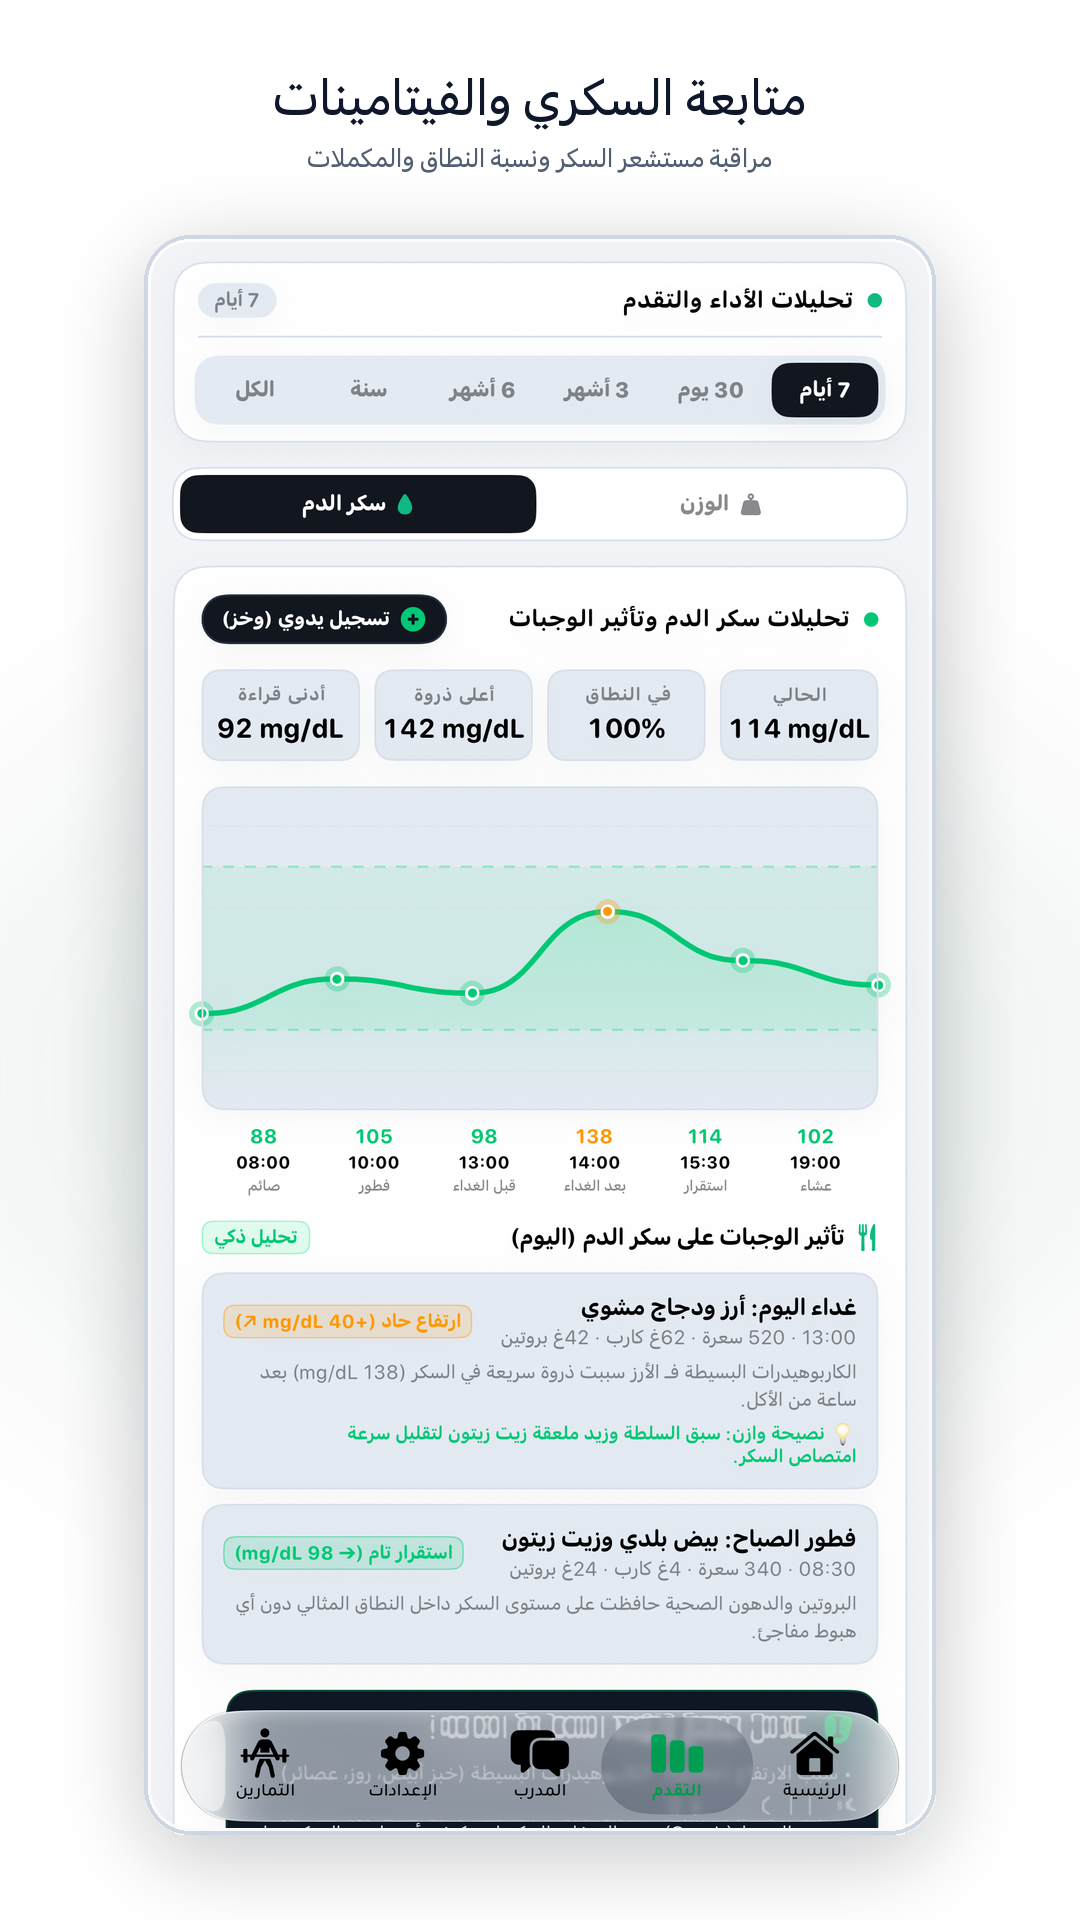 متابعة السكري والفيتامينات
مراقبة مستشعر السكر ونسبة النطاق والمكملات
تحليلات الأداء والتقدم
7 أيام
7 أيام
30 يوم
3 أشهر
6 أشهر
سنة
الكل
الوزن
سكر الدم
تحليلات سكر الدم وتأثير الوجبات
تسجيل يدوي (وخز)
الحالي
114 mg/dL
في النطاق
100%
أعلى ذروة
142 mg/dL
أدنى قراءة
92 mg/dL
88 105 98 138 114 102
08:00 10:00 13:00 14:00 15:30 19:00
صائم
فطور
قبل الغداء
بعد الغداء
استقرار
عشاء
تأثير الوجبات على سكر الدم (اليوم)
تحليل ذكي
غداء اليوم: أرز ودجاج مشوي
ارتفاع حاد (+40 mg/dL ↗)
13:00 · 520 سعرة · 62غ كارب · 42غ بروتين
الكاربوهيدرات البسيطة فـ الأرز سببت ذروة سريعة في السكر (138 mg/dL) بعد
ساعة من الأكل.
💡 نصيحة وازن: سبق السلطة وزيد ملعقة زيت زيتون لتقليل سرعة
امتصاص السكر.
فطور الصباح: بيض بلدي وزيت زيتون
استقرار تام (→ 98 mg/dL)
08:30 · 340 سعرة · 4غ كارب · 24غ بروتين
البروتين والدهون الصحية حافظت على مستوى السكر داخل النطاق المثالي دون أي
هبوط مفاجئ.
الرئيسية
التقدم
المدرب
الإعدادات
التمارين